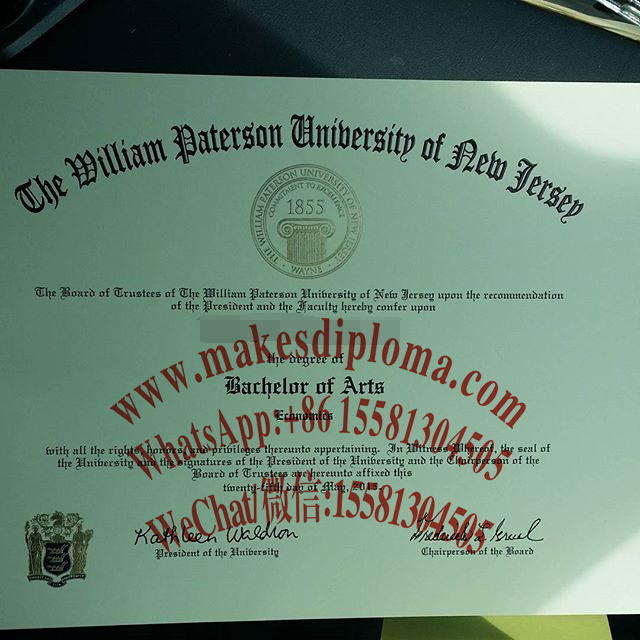 The William Paterson University of New Jersey
THE WILLIAM PATERSON UNIVERSITY OF NEW JERSEY
COMMITMENT TO EXCELLENCE
1855
WAYNE
The Board of Trustees of The William Paterson University of New Jersey upon the recommendation
of the President and the Faculty hereby confer upon
www.makesdiploma.com
the degree of
Bachelor of Arts
WhatsApp:+86 15581304505
Economics
with all the rights, honors, and privileges thereunto appertaining. In Witness Whereof, the seal of
the University and the signatures of the President of the University and the Chairperson of the
Board of Trustees are hereunto affixed this
twenty-fifth day of May, 2015
WeChat/微信:15581304505
Kathleen Waldron
President of the University
Chairperson of the Board